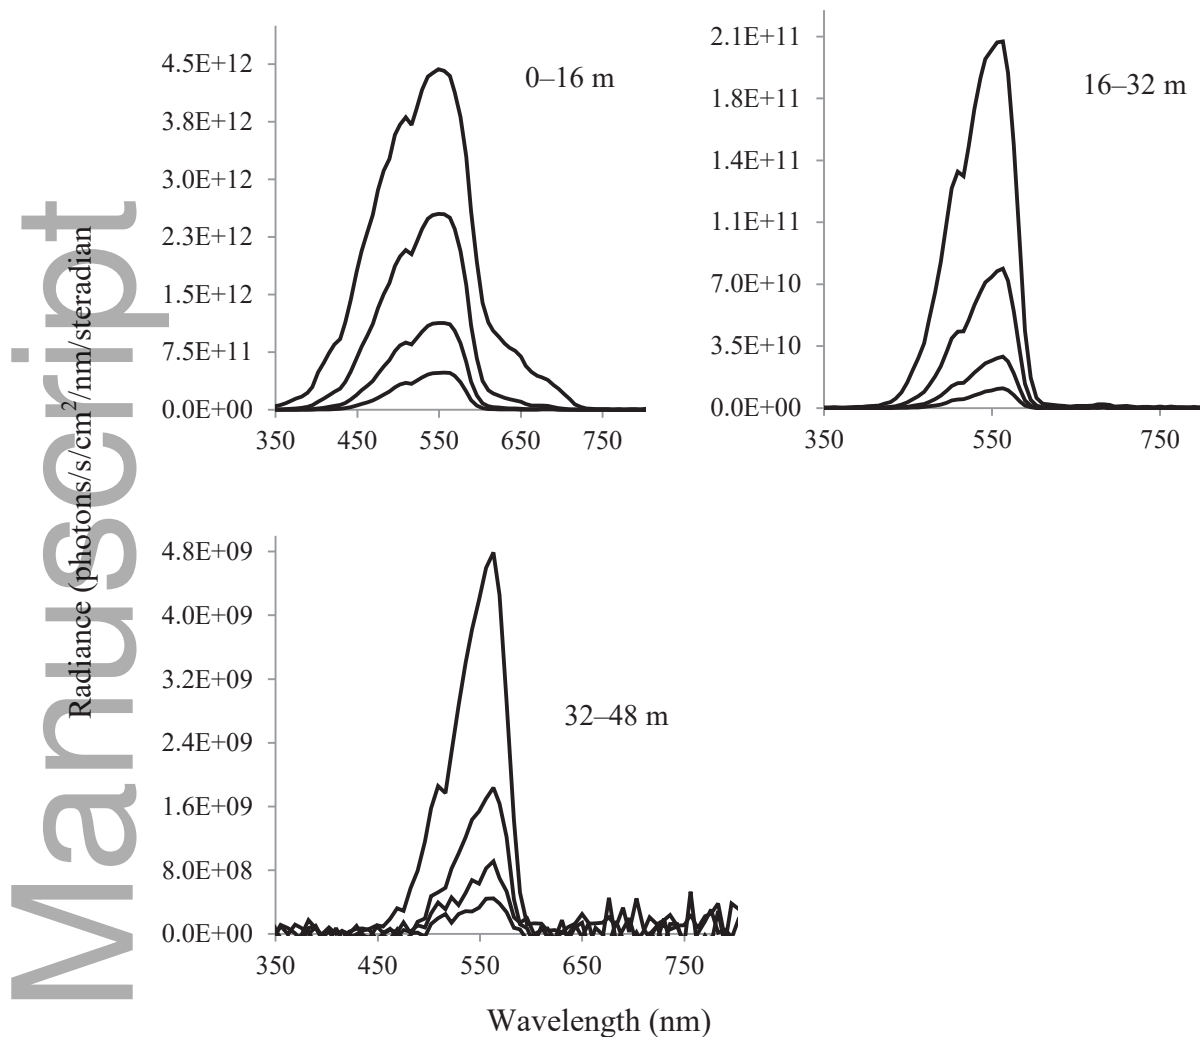 Manuscript
Radiance (photons/s/cm²/nm/steradian
4.5E+12
3.8E+12
3.0E+12
2.3E+12
1.5E+12
7.5E+11
0.0E+00
0–16 m
350 450 550 650 750
2.1E+11
1.8E+11
1.4E+11
1.1E+11
7.0E+10
3.5E+10
0.0E+00
16–32 m
350 550 750
4.8E+09
4.0E+09
3.2E+09
2.4E+09
1.6E+09
8.0E+08
0.0E+00
32–48 m
350 450 550 650 750
Wavelength (nm)